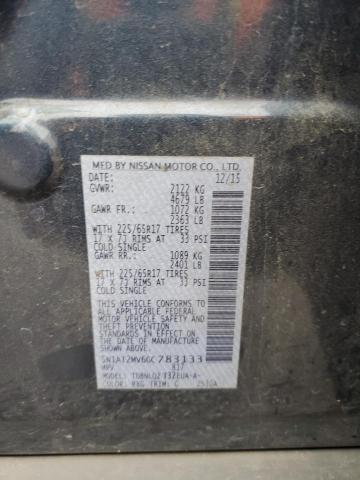 MFD BY NISSAN MOTOR CO., LTD.
DATE: 12/15
GVWR: 2122 KG
4679 LB
GAWR FR.: 1072 KG
2363 LB
WITH 225/65R17 TIRES
17 X 7J RIMS AT 33 PSI
COLD SINGLE
GAWR RR.: 1089 KG
2401 LB
WITH 225/65R17 TIRES
17 X 7J RIMS AT 33 PSI
COLD SINGLE
THIS VEHICLE CONFORMS TO
ALL APPLICABLE FEDERAL
MOTOR VEHICLE SAFETY
AND THEFT PREVENTION
STANDARDS IN EFFECT ON
THE DATE OF MANUFACTURE
SHOWN ABOVE.
5N1AT2MV6GC783133
MPV
MODEL:
COLOR: TRIM: G